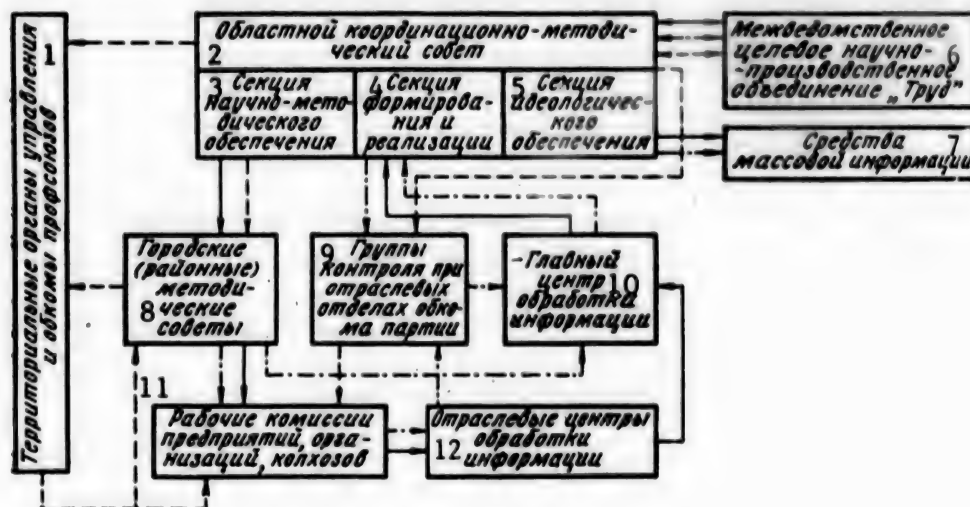 Территориальные органы управления
и обкомы профсоюзов
1
Областной координационно-методи-
2 ческий совет
3 Секция
научно-мето-
дического
обеспечения
4 Секция
формирова-
ния и
реализации
5 Секция
идеологичес-
кого
обеспечения
Межведомственное
целевое научно- 6
-производственное
объединение „Труд"
Средства 7
массовой информации
Городские
(районные)
методи-
8 ческие
советы
9 Группы
контроля при
отраслевых
отделах обко-
ма партии
Главный
центр 10
обработки
информации
11
Рабочие комиссии
предприятий, орга-
низаций, колхозов
Отраслевые центры
12 обработки
информации